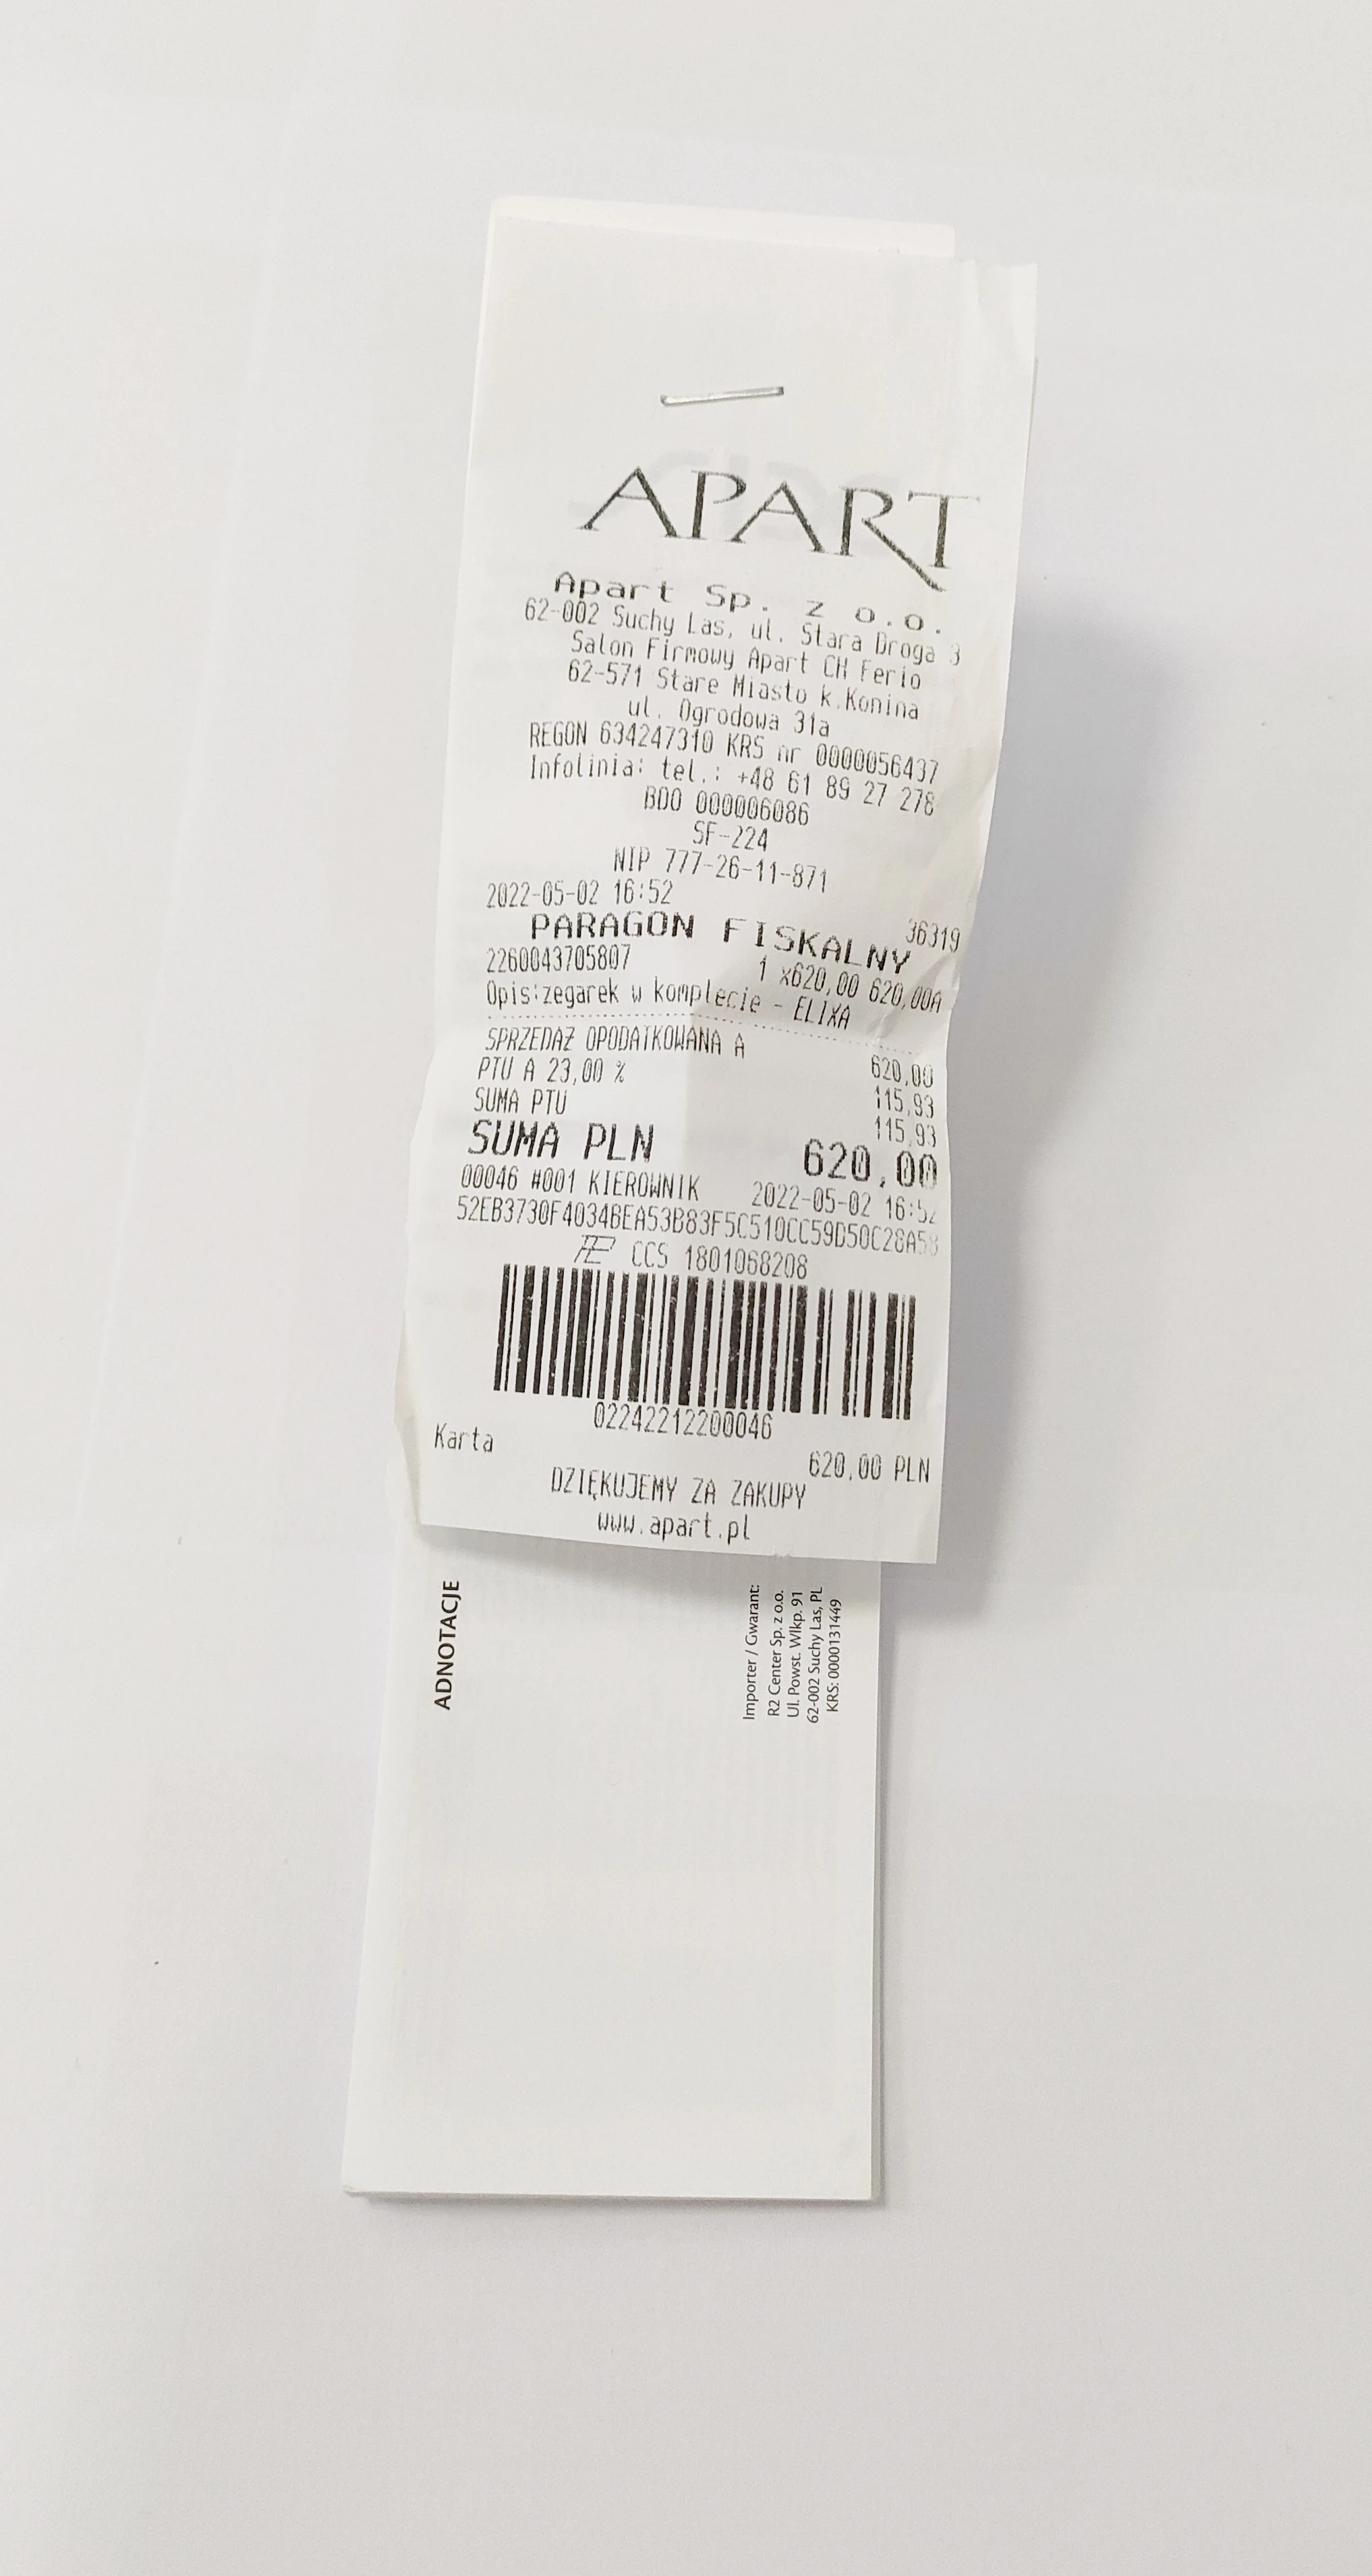 APART
Apart Sp. z o.o.
62-002 Suchy Las, ul. Stara Droga 3
Salon Firmowy Apart CH Ferio
62-571 Stare Miasto k.Konina
ul. Ogrodowa 31a
REGON 634247310 KRS nr 0000056437
Infolinia: tel.: +48 61 89 27 278
BDO 000006086
SF-224
NIP 777-26-11-871
2022-05-02 16:52 36319
PARAGON FISKALNY
2260043705807 1 x620,00 620,00A
Opis:zegarek w komplecie - ELIXA
SPRZEDAŻ OPODATKOWANA A 620,00
PTU A 23,00 % 115,93
SUMA PTU 115,93
SUMA PLN 620,00
00046 #001 KIEROWNIK 2022-05-02 16:52
CCS 1801068208
02242212200046
Karta 620,00 PLN
DZIĘKUJEMY ZA ZAKUPY
www.apart.pl
ADNOTACJE
Importer / Gwarant:
R2 Center Sp. z o.o.
Ul. Powst. Wlkp. 91
62-002 Suchy Las, PL
KRS: 0000131449